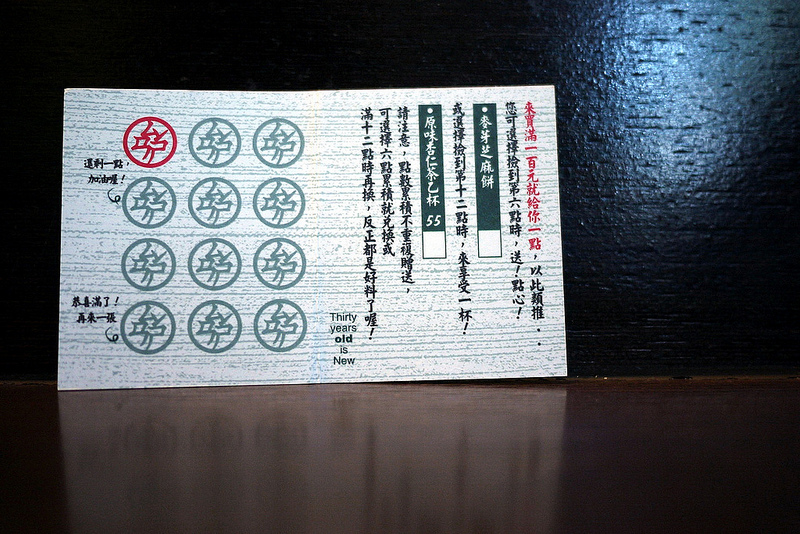 來買滿一百元就給你一點，以此類推．．
您可選擇撿到第六點時，送！點心！
•麥芽芝麻餅
或選擇撿到第十二點時，來享受一杯！
•原味杏仁茶乙杯 55
請注意，點數累積不重複贈送，
可選擇六點累積就兌換或
滿十二點時再換，反正都是好料了喔！
Thirty
years
old
is
New
還剩一點，
加油喔！
恭喜滿了！
再來一張